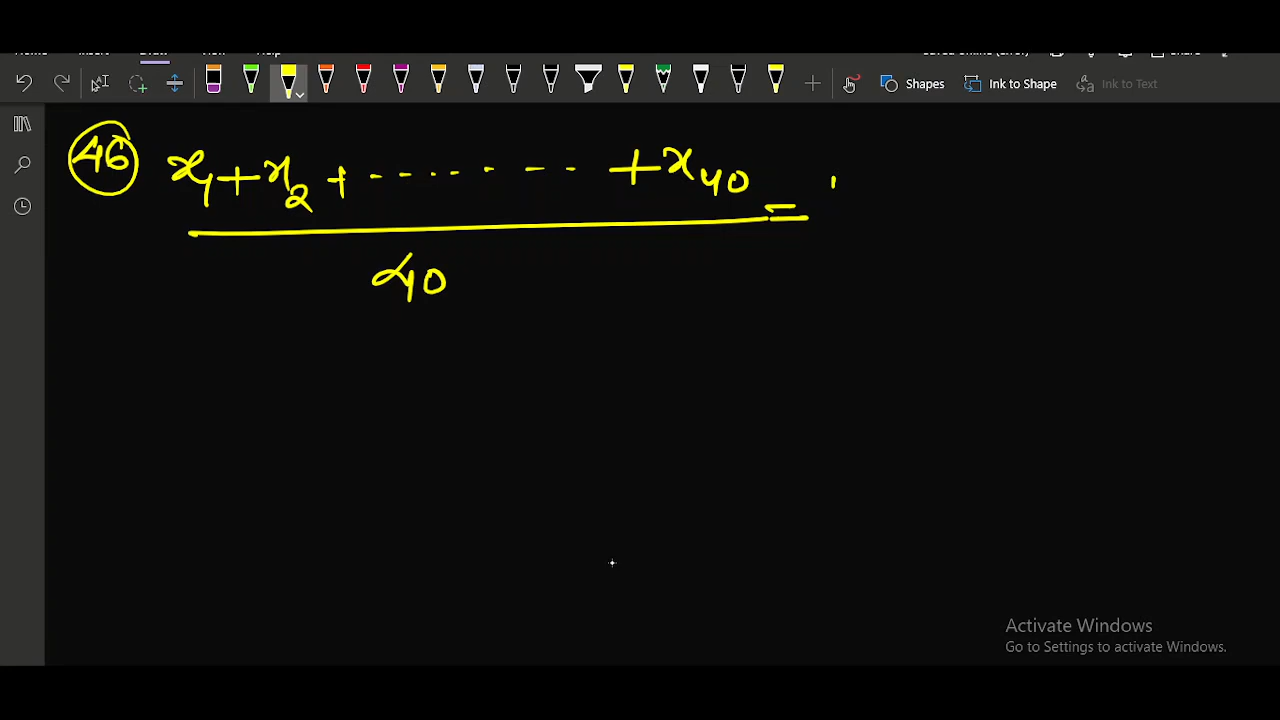 Shapes Ink to Shape Ink to Text
46 x₁+x₂+.......+x₄₀ =
40
Activate Windows
Go to Settings to activate Windows.